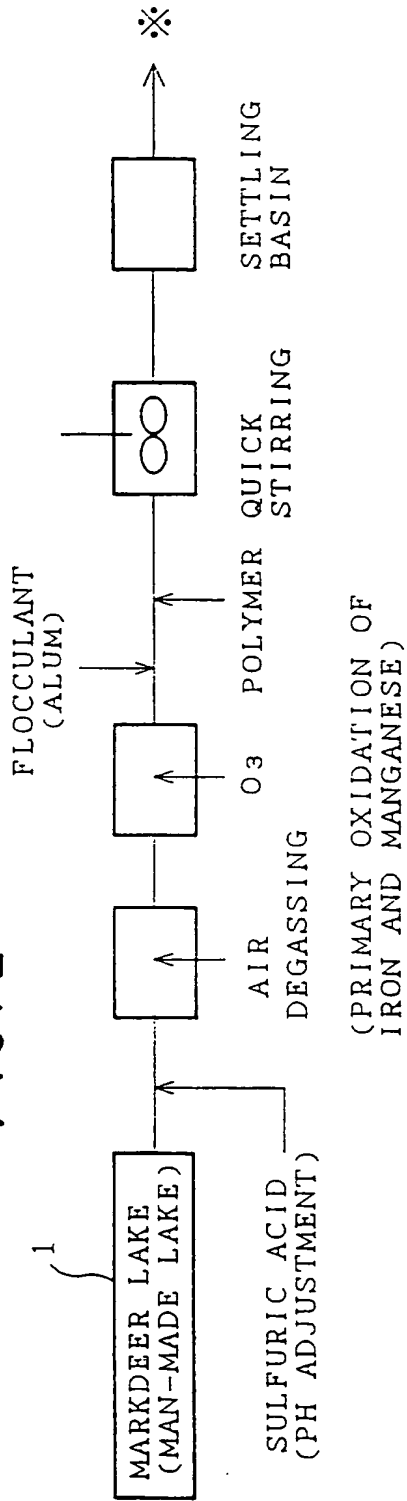 1
MARKDEER LAKE
(MAN-MADE LAKE)
SULFURIC ACID
(PH ADJUSTMENT)
AIR
DEGASSING
O3
(PRIMARY OXIDATION OF
IRON AND MANGANESE)
FLOCCULANT
(ALUM)
POLYMER
QUICK
STIRRING
SETTLING
BASIN
※